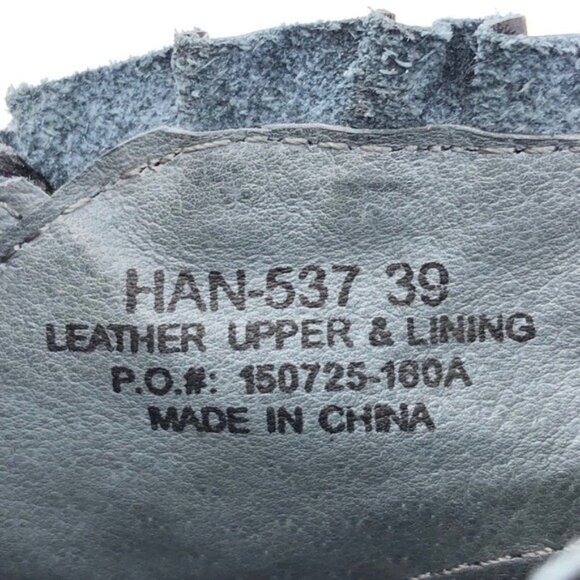 HAN-537 39
LEATHER UPPER & LINING
P.O.#: 150725-160A
MADE IN CHINA